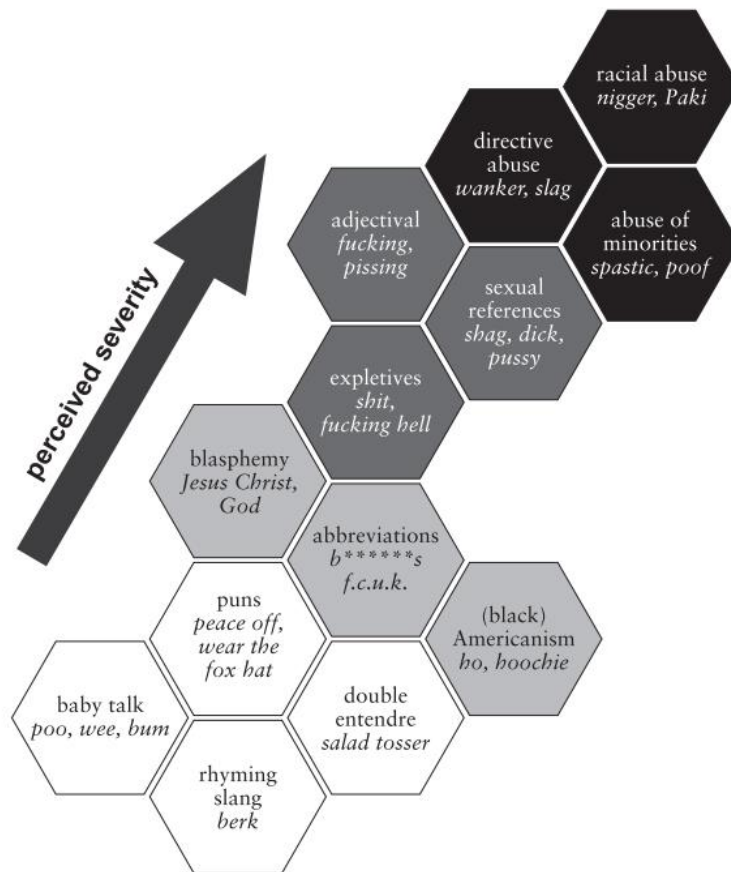 racial abuse
nigger, Paki
directive
abuse
wanker, slag
abuse of
minorities
spastic, poof
adjectival
fucking,
pissing
sexual
references
shag, dick,
pussy
expletives
shit,
fucking hell
perceived severity
blasphemy
Jesus Christ,
God
abbreviations
b******s
f.c.u.k.
(black)
Americanism
ho, hoochie
puns
peace off,
wear the
fox hat
baby talk
poo, wee, bum
double
entendre
salad tosser
rhyming
slang
berk